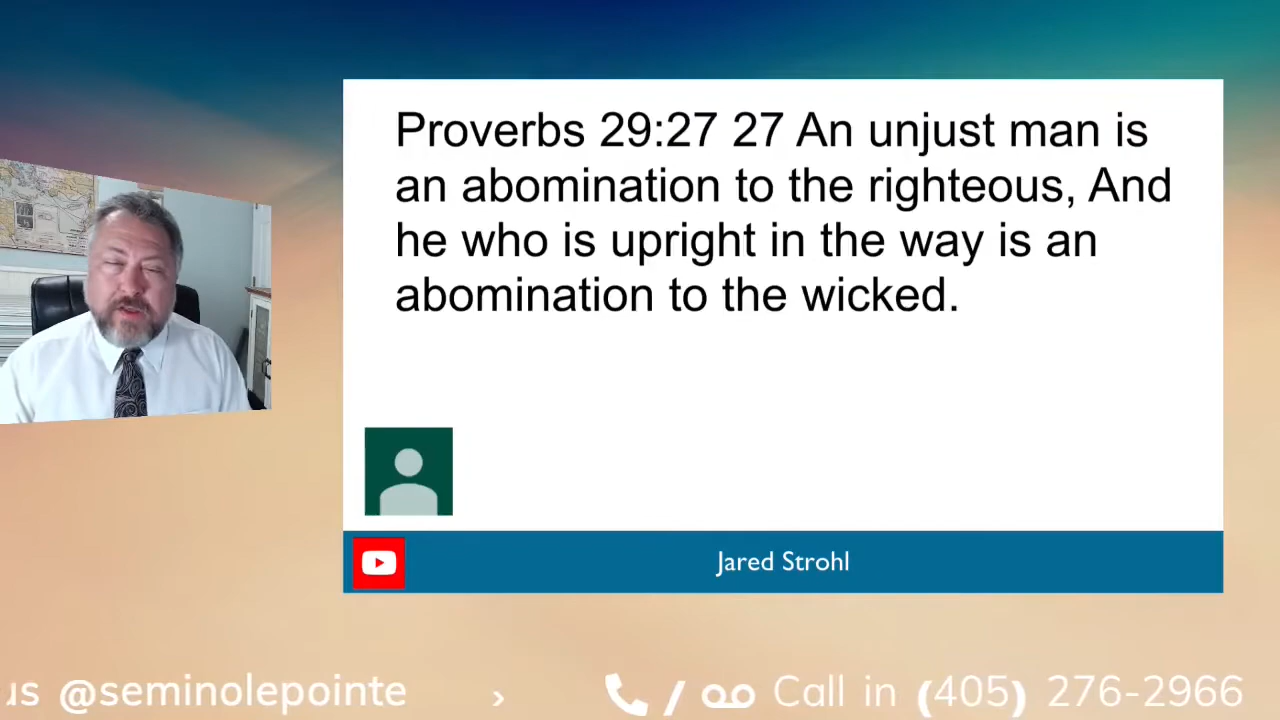 Proverbs 29:27 27 An unjust man is
an abomination to the righteous, And
he who is upright in the way is an
abomination to the wicked.
Jared Strohl
us @seminolepointe > / Call in (405) 276-2966